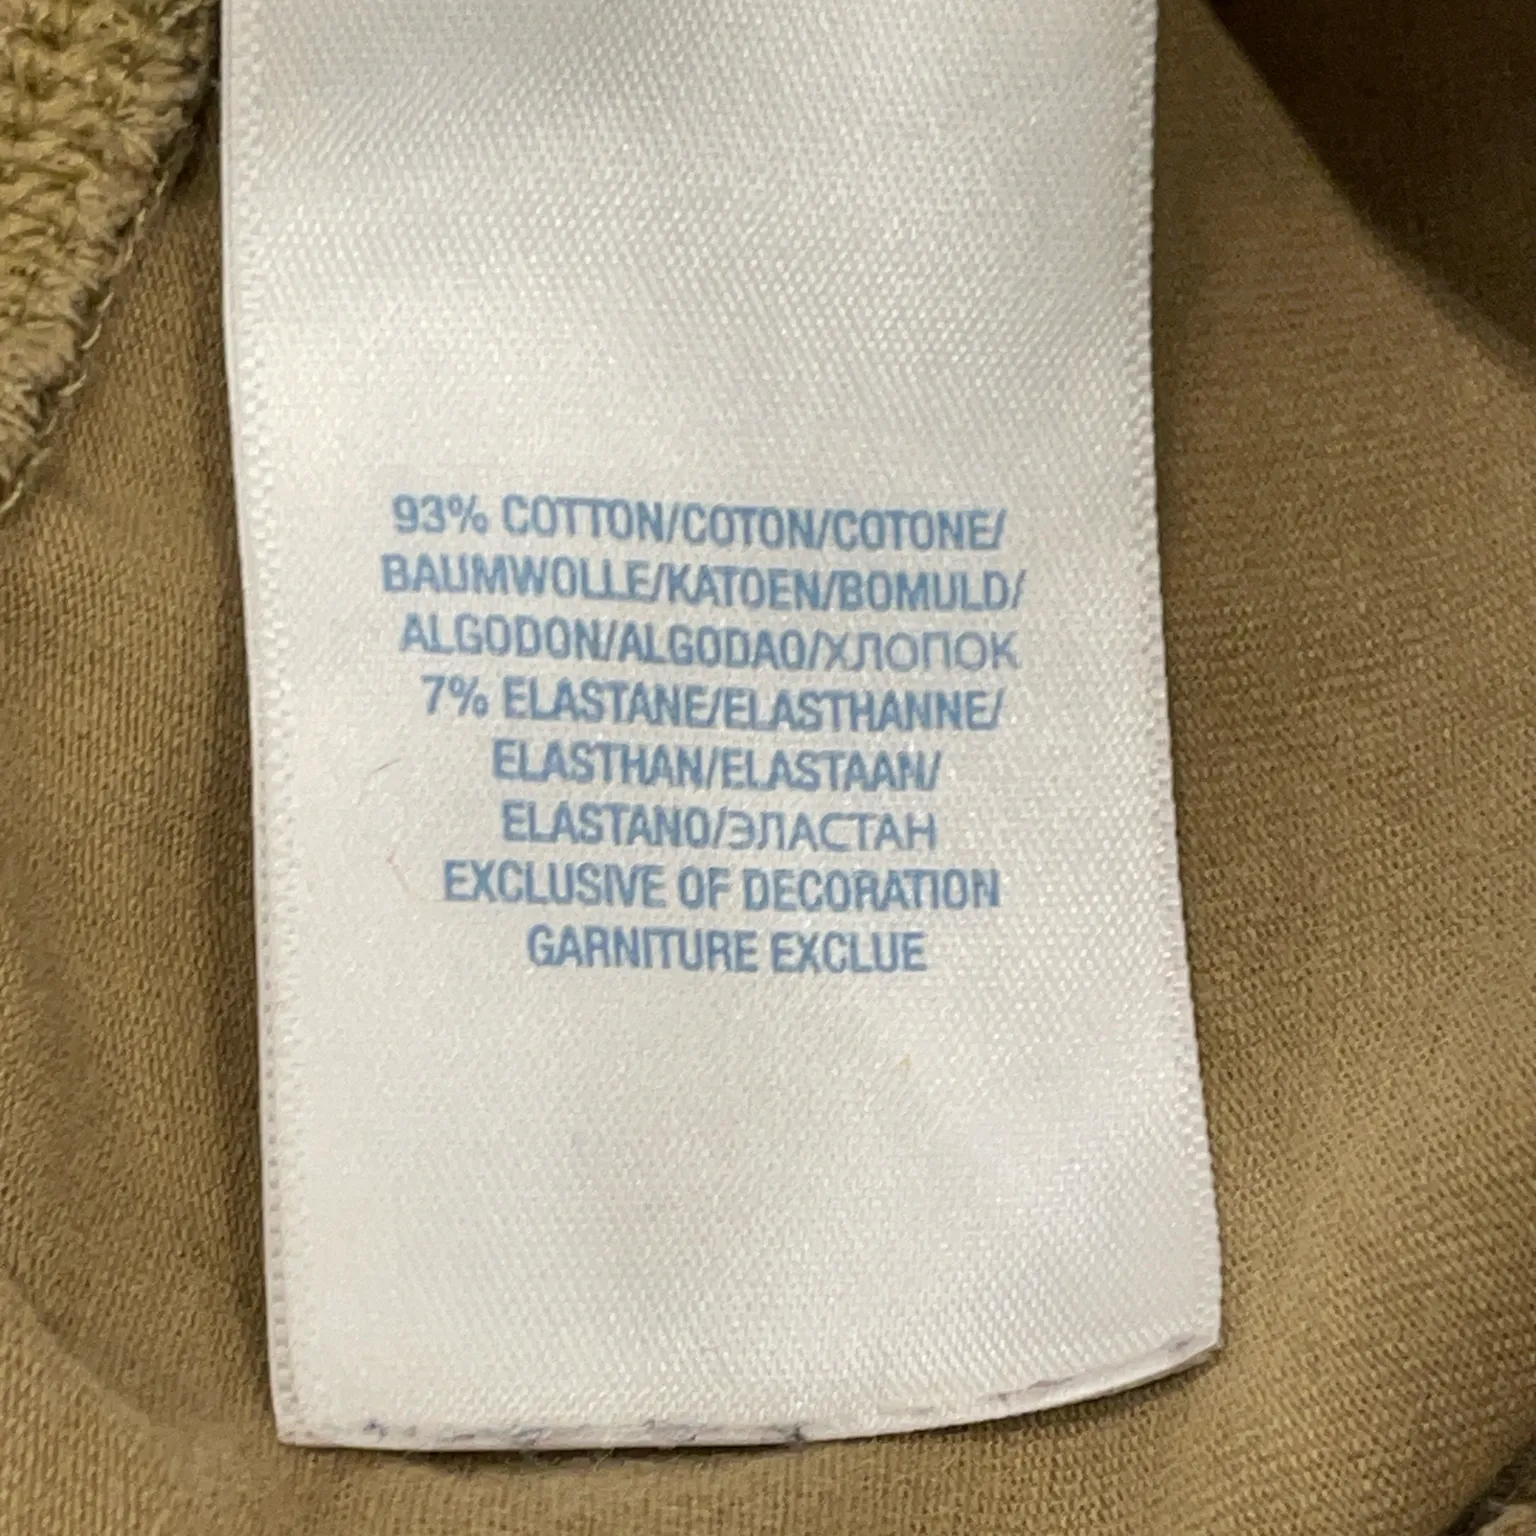 93% COTTON/COTON/COTONE/
BAUMWOLLE/KATOEN/BOMULD/
ALGODON/ALGODAO/ХЛОПОК
7% ELASTANE/ELASTHANNE/
ELASTHAN/ELASTAAN/
ELASTANO/ЭЛАСТАН
EXCLUSIVE OF DECORATION
GARNITURE EXCLUE